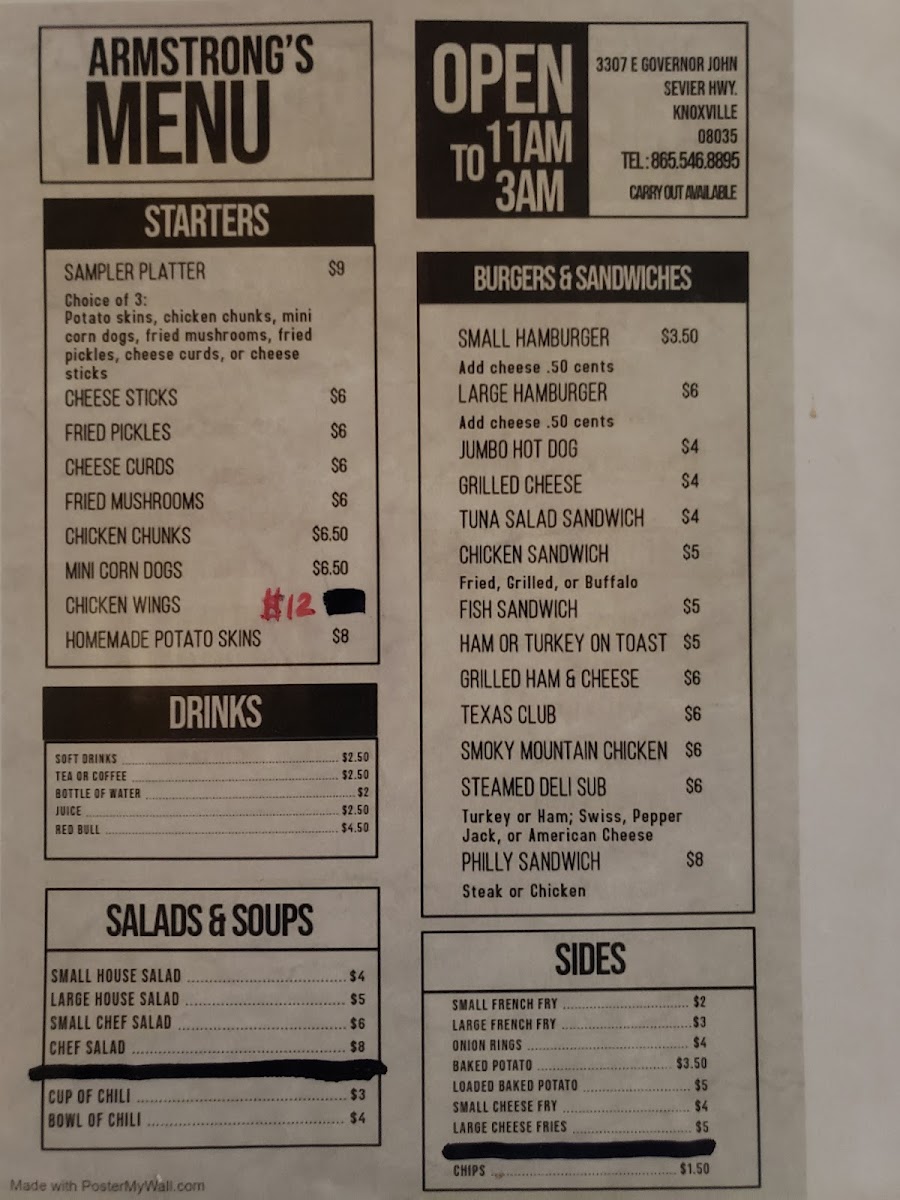 ARMSTRONG'S
MENU
OPEN
TO 11AM
3AM
3307 E GOVERNOR JOHN
SEVIER HWY.
KNOXVILLE
08035
TEL: 865.546.8895
CARRY OUT AVAILABLE
STARTERS
SAMPLER PLATTER $9
Choice of 3:
Potato skins, chicken chunks, mini
corn dogs, fried mushrooms, fried
pickles, cheese curds, or cheese
sticks
CHEESE STICKS $6
FRIED PICKLES $6
CHEESE CURDS $6
FRIED MUSHROOMS $6
CHICKEN CHUNKS $6.50
MINI CORN DOGS $6.50
CHICKEN WINGS #12
HOMEMADE POTATO SKINS $8
DRINKS
SOFT DRINKS $2.50
TEA OR COFFEE $2.50
BOTTLE OF WATER $2
JUICE $2.50
RED BULL $4.50
SALADS & SOUPS
SMALL HOUSE SALAD $4
LARGE HOUSE SALAD $5
SMALL CHEF SALAD $6
CHEF SALAD $8
CUP OF CHILI $3
BOWL OF CHILI $4
BURGERS & SANDWICHES
SMALL HAMBURGER $3.50
Add cheese .50 cents
LARGE HAMBURGER $6
Add cheese .50 cents
JUMBO HOT DOG $4
GRILLED CHEESE $4
TUNA SALAD SANDWICH $4
CHICKEN SANDWICH $5
Fried, Grilled, or Buffalo
FISH SANDWICH $5
HAM OR TURKEY ON TOAST $5
GRILLED HAM & CHEESE $6
TEXAS CLUB $6
SMOKY MOUNTAIN CHICKEN $6
STEAMED DELI SUB $6
Turkey or Ham; Swiss, Pepper
Jack, or American Cheese
PHILLY SANDWICH $8
Steak or Chicken
SIDES
SMALL FRENCH FRY $2
LARGE FRENCH FRY $3
ONION RINGS $4
BAKED POTATO $3.50
LOADED BAKED POTATO $5
SMALL CHEESE FRY $4
LARGE CHEESE FRIES $5
CHIPS $1.50
Made with PosterMyWall.com